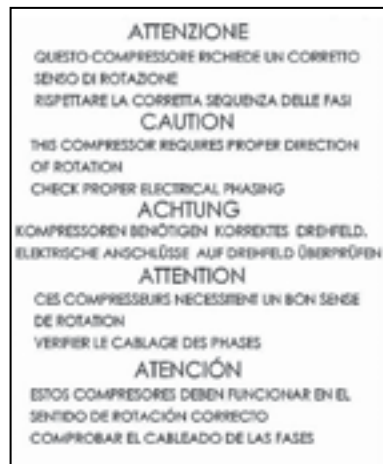 ATTENZIONE
QUESTO COMPRESSORE RICHIEDE UN CORRETTO
SENSO DI ROTAZIONE
RISPETTARE LA CORRETTA SEQUENZA DELLE FASI
CAUTION
THIS COMPRESSOR REQUIRES PROPER DIRECTION
OF ROTATION
CHECK PROPER ELECTRICAL PHASING
ACHTUNG
KOMPRESSOREN BENÖTIGEN KORREKTES DREHFELD.
ELEKTRISCHE ANSCHLÜSSE AUF DREHFELD ÜBERPRÜFEN
ATTENTION
CES COMPRESSEURS NECESSITENT UN BON SENSE
DE ROTATION
VERIFIER LE CABLAGE DES PHASES
ATENCIÓN
ESTOS COMPRESORES DEBEN FUNCIONAR EN EL
SENTIDO DE ROTACIÓN CORRECTO
COMPROBAR EL CABLEADO DE LAS FASES